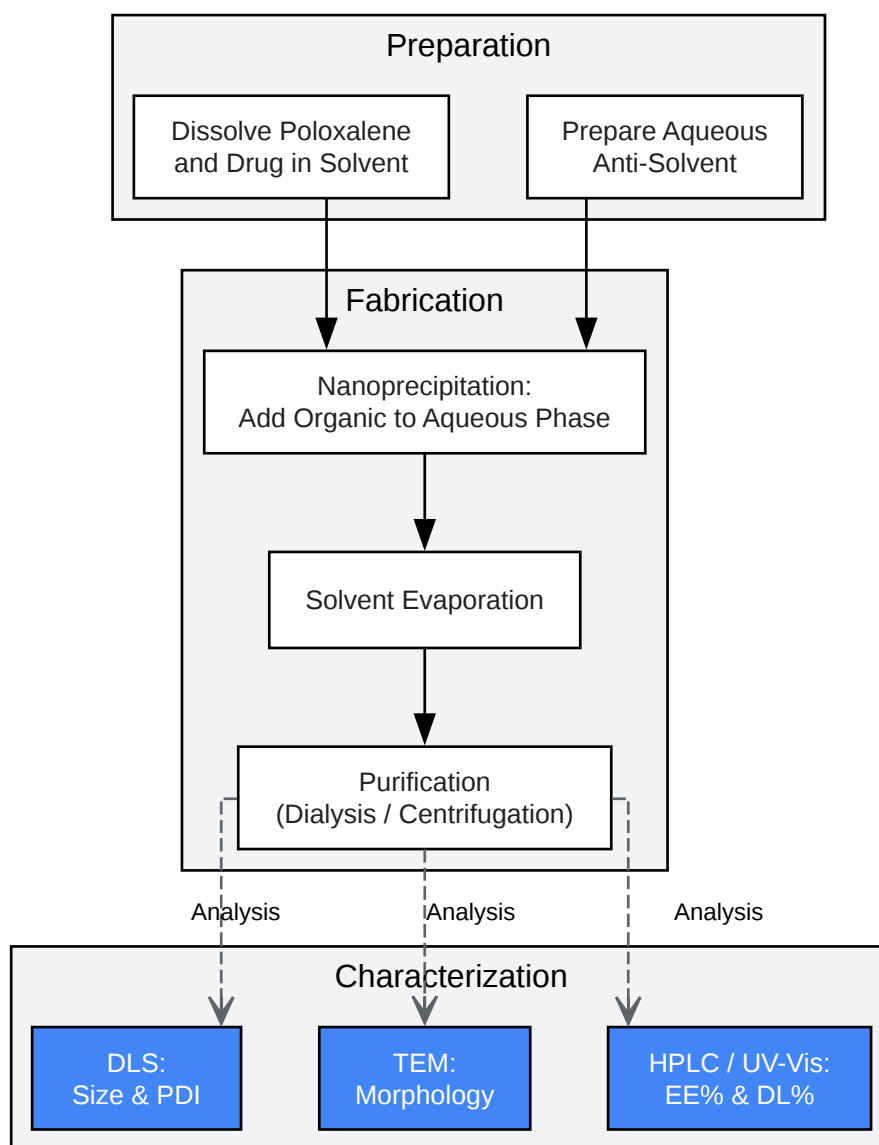 Preparation
Dissolve Poloxalene
and Drug in Solvent
Prepare Aqueous
Anti-Solvent
Fabrication
Nanoprecipitation:
Add Organic to Aqueous Phase
Solvent Evaporation
Purification
(Dialysis / Centrifugation)
Analysis
Analysis
Analysis
Characterization
DLS:
Size & PDI
TEM:
Morphology
HPLC / UV-Vis:
EE% & DL%